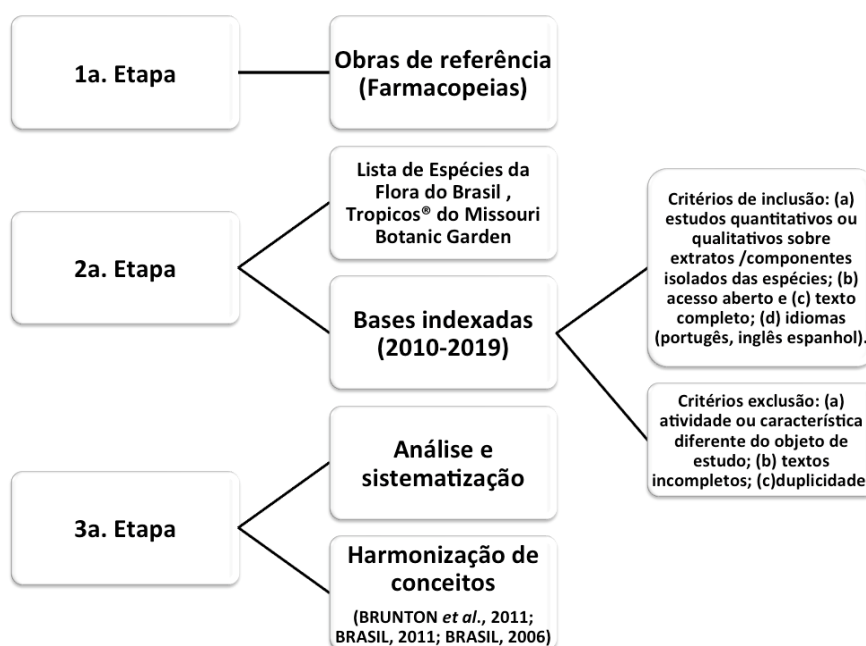 1a. Etapa
Obras de referência
(Farmacopeias)
2a. Etapa
Lista de Espécies da
Flora do Brasil ,
Tropicos® do Missouri
Botanic Garden
Bases indexadas
(2010-2019)
Critérios de inclusão: (a)
estudos quantitativos ou
qualitativos sobre
extratos /componentes
isolados das espécies; (b)
acesso aberto e (c) texto
completo; (d) idiomas
(portugês, inglês espanhol).
Critérios exclusão: (a)
atividade ou característica
diferente do objeto de
estudo; (b) textos
incompletos; (c)duplicidade
3a. Etapa
Análise e
sistematização
Harmonização de
conceitos
(BRUNTON et al., 2011;
BRASIL, 2011; BRASIL, 2006)